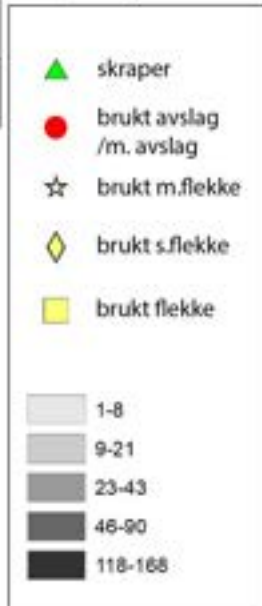 skraper
brukt avslag
/m. avslag
brukt m.flekke
brukt s.flekke
brukt flekke
1-8
9-21
23-43
46-90
118-168